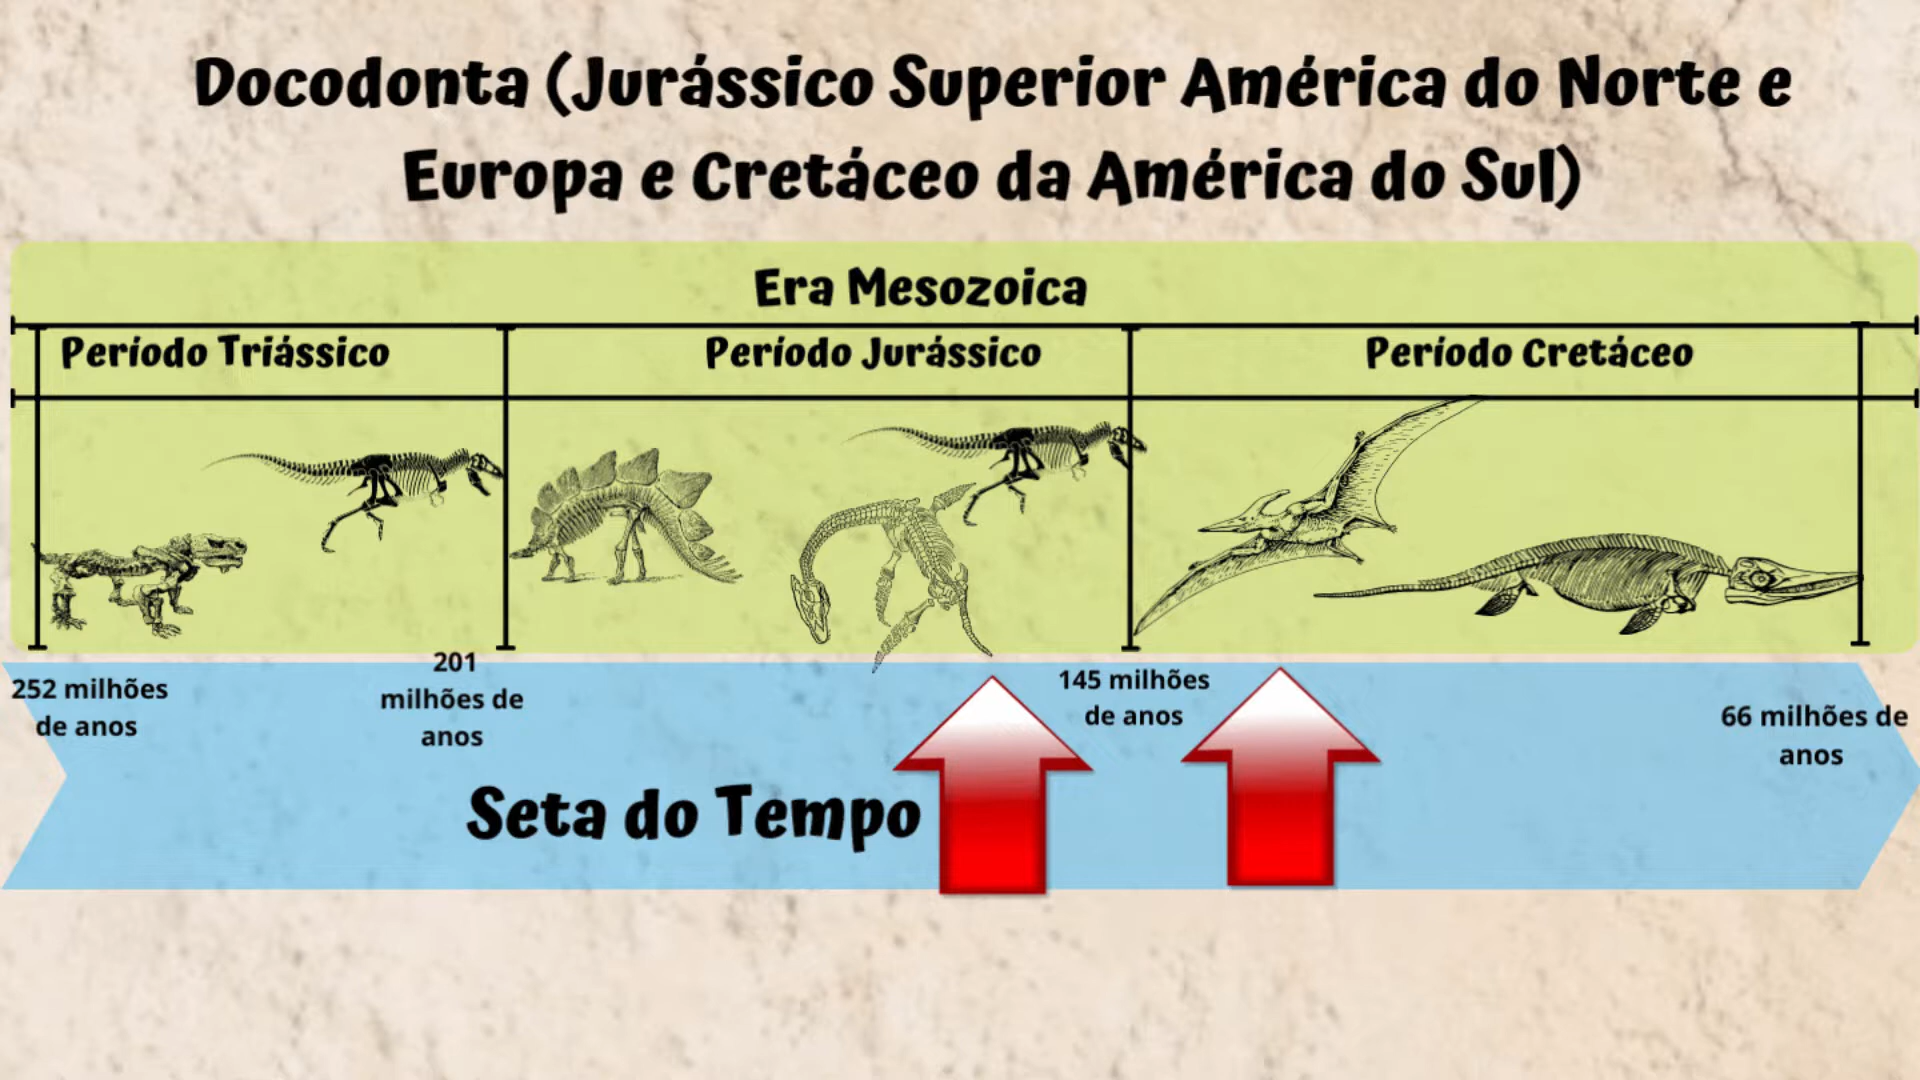 Docodonta (Jurássico Superior América do Norte e
Europa e Cretáceo da América do Sul)
Era Mesozoica
Período Triássico
Período Jurássico
Período Cretáceo
252 milhões
de anos
201
milhões de
anos
145 milhões
de anos
66 milhões de
anos
Seta do Tempo